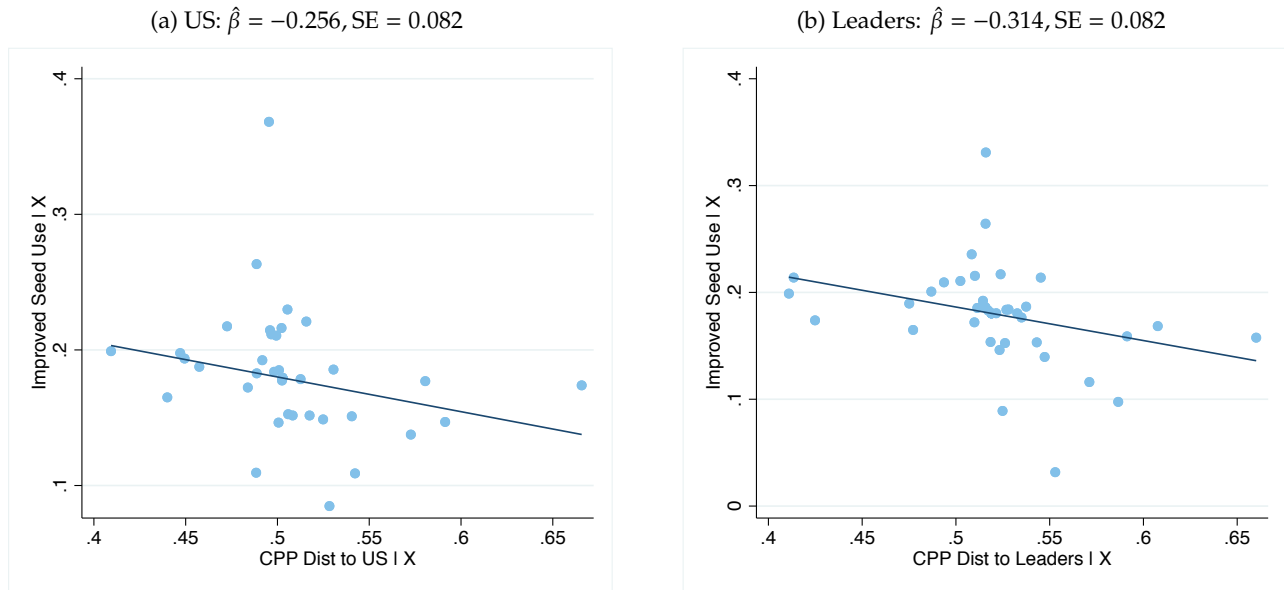 (a) US: β̂ = −0.256, SE = 0.082
Improved Seed Use | X
.4
.3
.2
.1
.4 .45 .5 .55 .6 .65
CPP Dist to US | X
(b) Leaders: β̂ = −0.314, SE = 0.082
Improved Seed Use | X
.4
.3
.2
.1
0
.4 .45 .5 .55 .6 .65
CPP Dist to Leaders | X